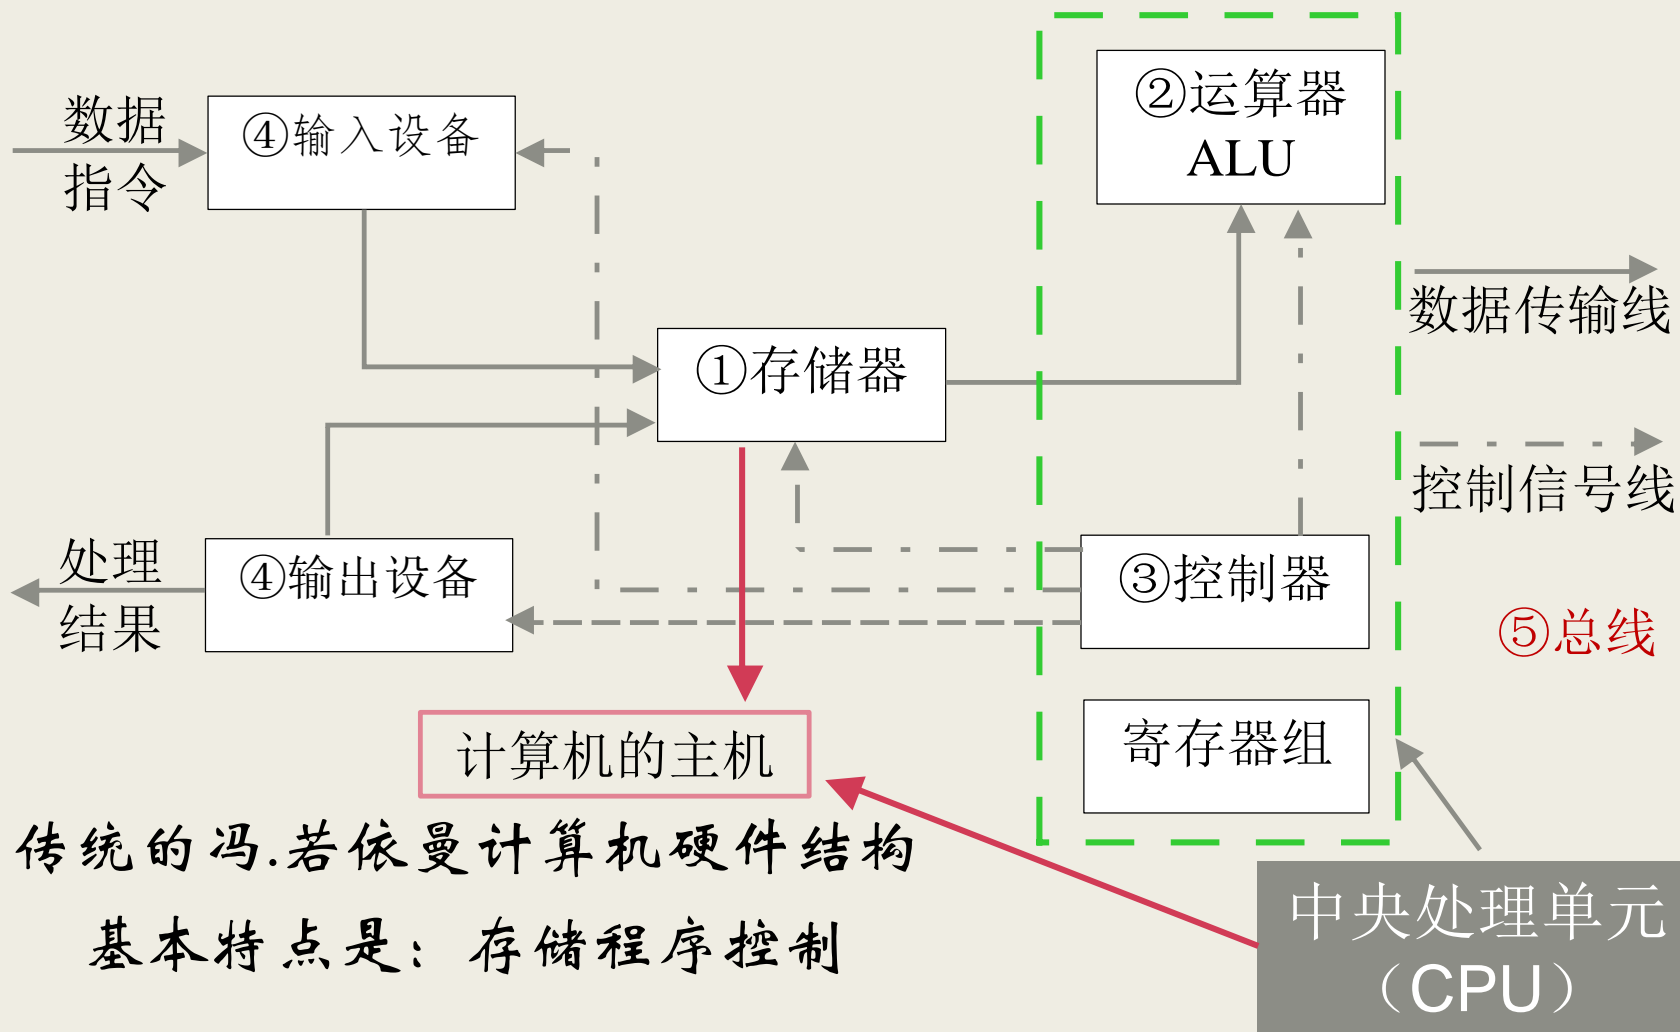 数据
指令
④输入设备
②运算器
ALU
数据传输线
①存储器
控制信号线
处理
结果
④输出设备
③控制器
⑤总线
寄存器组
计算机的主机
传统的冯.若依曼计算机硬件结构
基本特点是：存储程序控制
中央处理单元
（CPU）